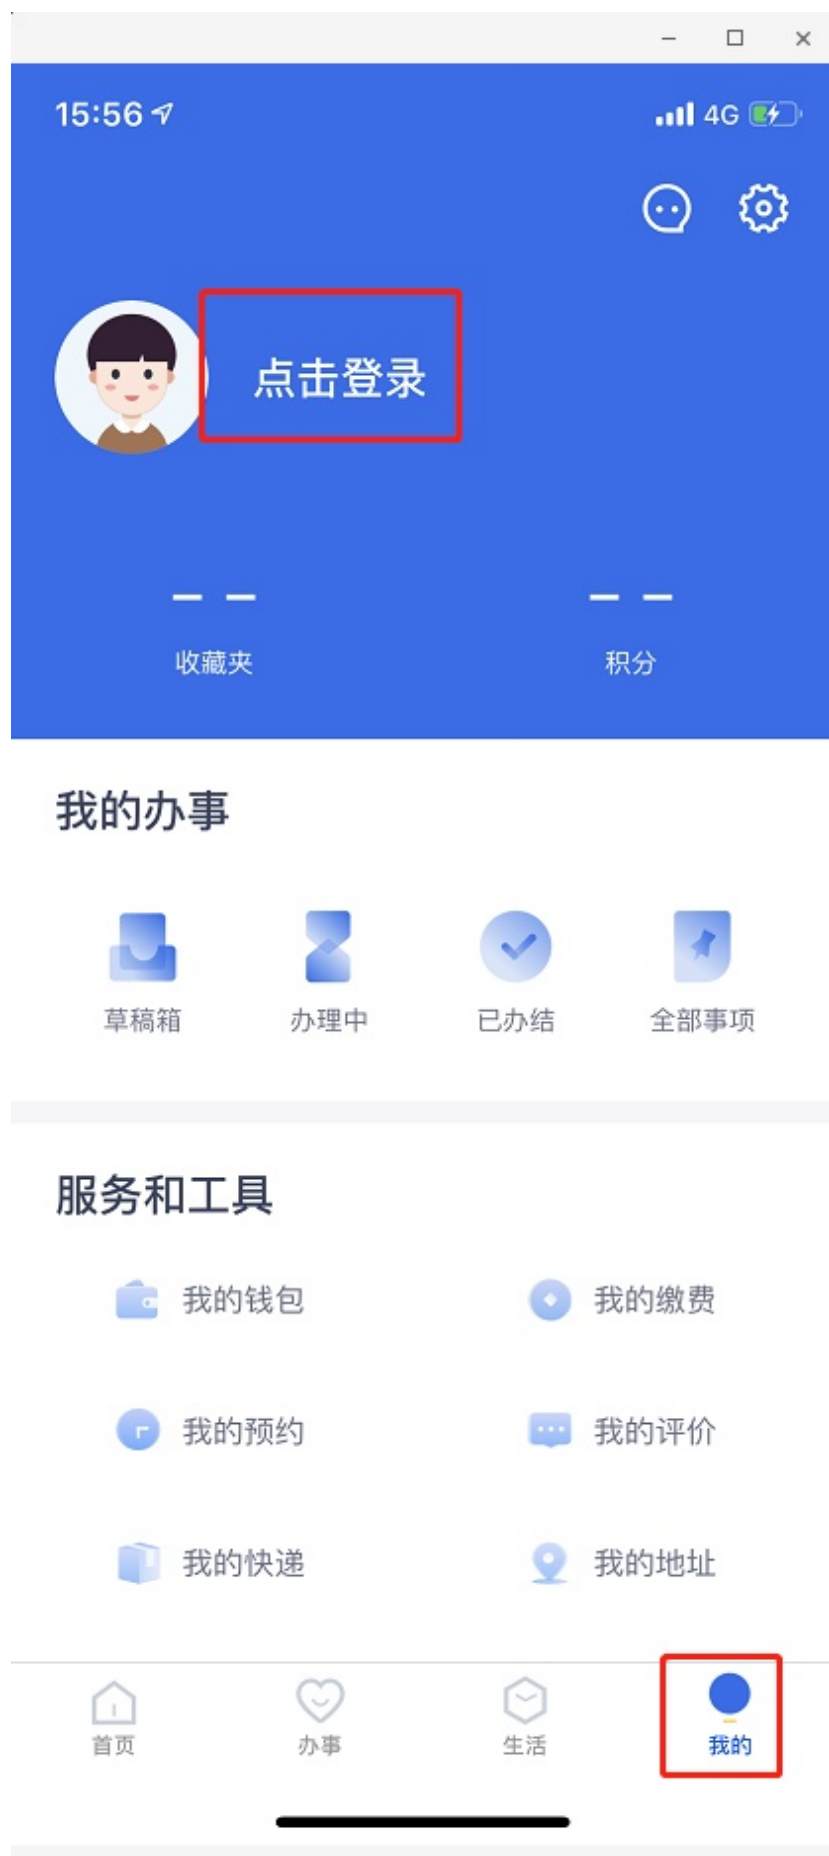 15:56
4G
点击登录
收藏夹 积分
我的办事
草稿箱 办理中 已办结 全部事项
服务和工具
我的钱包 我的缴费
我的预约 我的评价
我的快递 我的地址
首页 办事 生活 我的